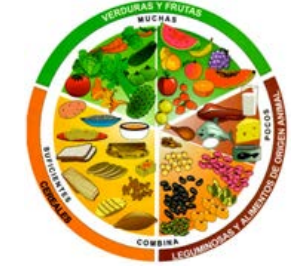 VERDURAS Y FRUTAS
MUCHAS
CEREALES
SUFICIENTES
COMBINA
POCOS
LEGUMINOSAS Y ALIMENTOS DE ORIGEN ANIMAL